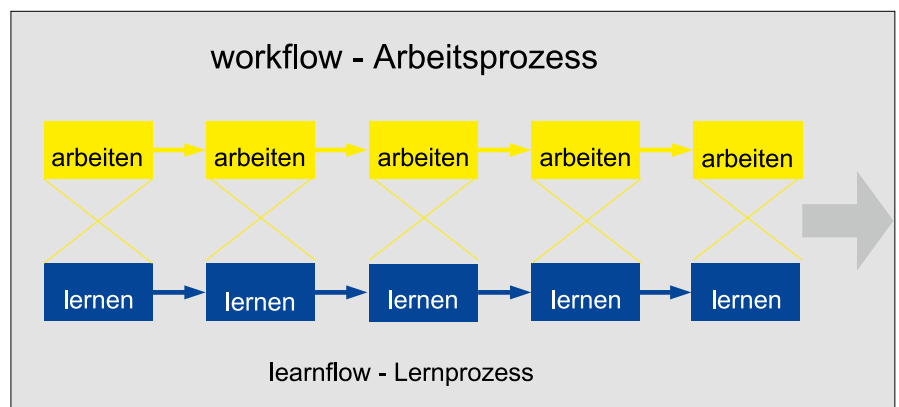 workflow - Arbeitsprozess
arbeiten arbeiten arbeiten arbeiten arbeiten
lernen lernen lernen lernen lernen
learnflow - Lernprozess